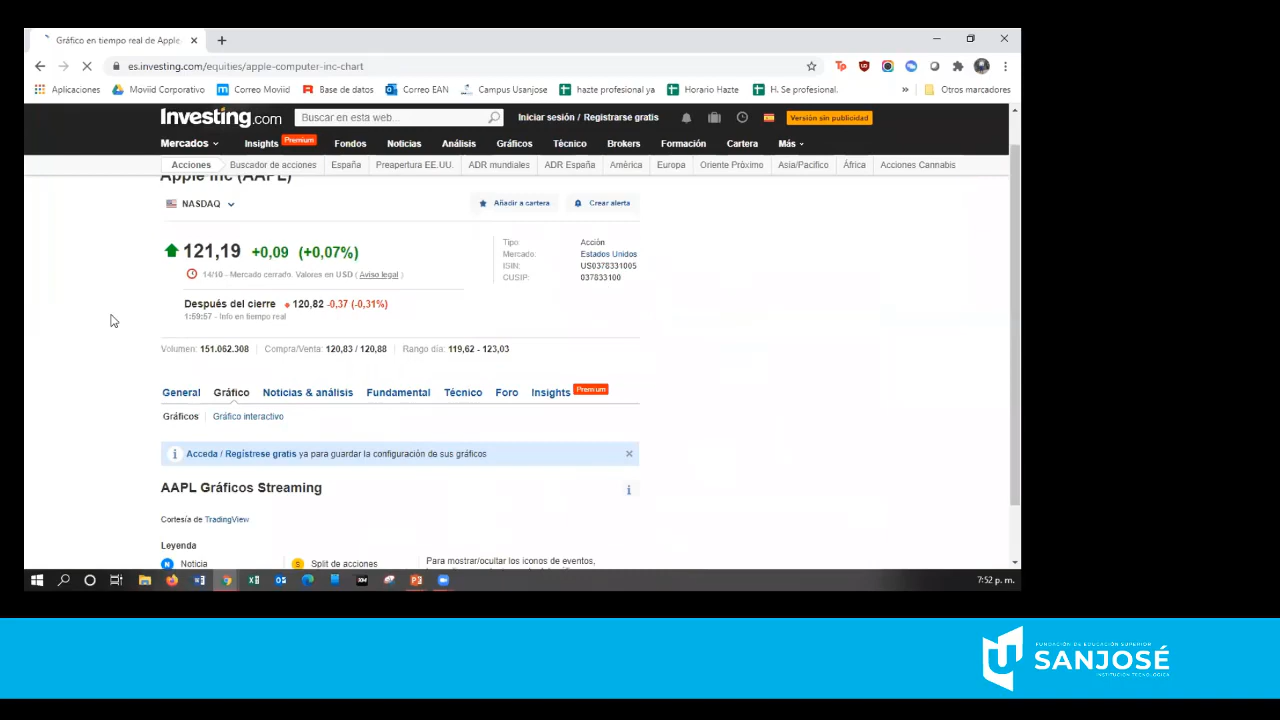 Gráfico en tiempo real de Apple
es.investing.com/equities/apple-computer-inc-chart
Aplicaciones Moviid Corporativo Correo Moviid Base de datos Correo EAN Campus Usanjose hazte profesional ya Horario Hazte H. Se profesional. » Otros marcadores
Investing.com Buscar en esta web... Iniciar sesión / Registrarse gratis Versión sin publicidad
Mercados Insights Premium Fondos Noticias Análisis Gráficos Técnico Brokers Formación Cartera Más
Acciones Buscador de acciones España Preapertura EE.UU. ADR mundiales ADR España América Europa Oriente Próximo Asia/Pacífico África Acciones Cannabis
Apple Inc (AAPL)
NASDAQ Añadir a cartera Crear alerta
121,19 +0,09 (+0,07%)
14/10 - Mercado cerrado. Valores en USD ( Aviso legal )
Tipo: Acción
Mercado: Estados Unidos
ISIN: US0378331005
CUSIP: 037833100
Después del cierre 120,82 -0,37 (-0,31%)
1:59:57 - Info en tiempo real
Volumen: 151.062.308 Compra/Venta: 120,83 / 120,88 Rango día: 119,62 - 123,03
General Gráfico Noticias & análisis Fundamental Técnico Foro Insights Premium
Gráficos Gráfico interactivo
Acceda / Regístrese gratis ya para guardar la configuración de sus gráficos
AAPL Gráficos Streaming
Cortesía de TradingView
Leyenda
Noticia Split de acciones Para mostrar/ocultar los iconos de eventos,
7:52 p. m.
FUNDACIÓN DE EDUCACIÓN SUPERIOR
SANJOSÉ
INSTITUCIÓN TECNOLÓGICA